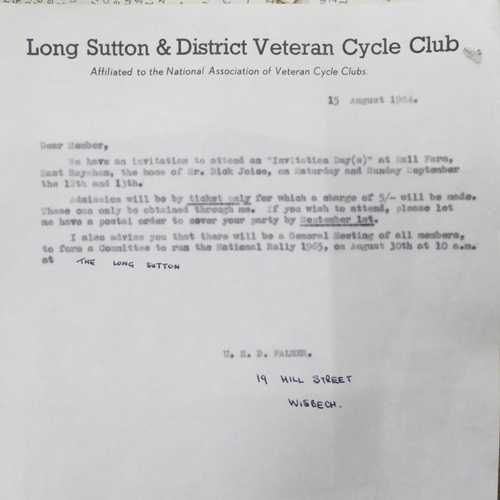 Long Sutton & District Veteran Cycle Club
Affiliated to the National Association of Veteran Cycle Clubs.
15 August 1964.
Dear Member,
We have an invitation to attend an "Invitation Day(s)" at Hall Farm,
East Raynham, the home of Mr. Dick Joice, on Saturday and Sunday September
the 12th and 13th.
Admission will be by ticket only for which a charge of 5/- will be made.
These can only be obtained through me. If you wish to attend, please let
me have a postal order to cover your party by September 1st.
I also advise you that there will be a General Meeting of all members,
to form a Committee to run the National Rally 1965, on August 30th at 10 a.m.
at THE LONG SUTTON
PALMER.
19 HILL STREET
WISBECH.